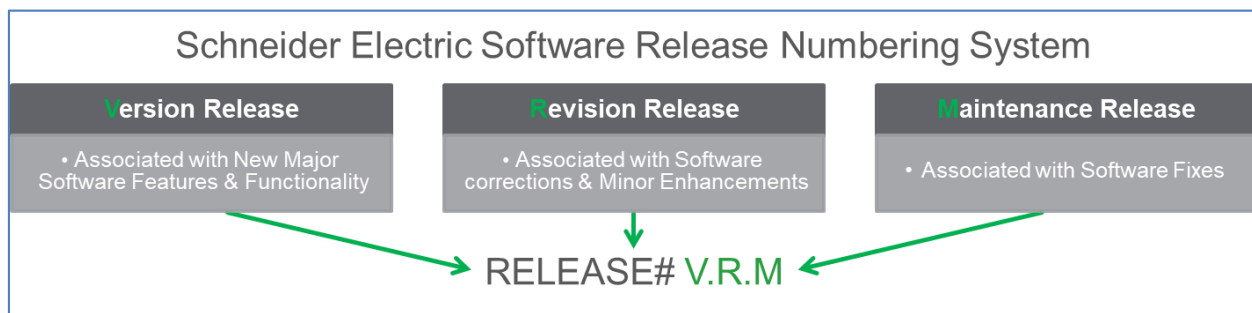 Schneider Electric Software Release Numbering System
Version Release
• Associated with New Major
Software Features & Functionality
Revision Release
• Associated with Software
corrections & Minor Enhancements
Maintenance Release
• Associated with Software Fixes
RELEASE# V.R.M